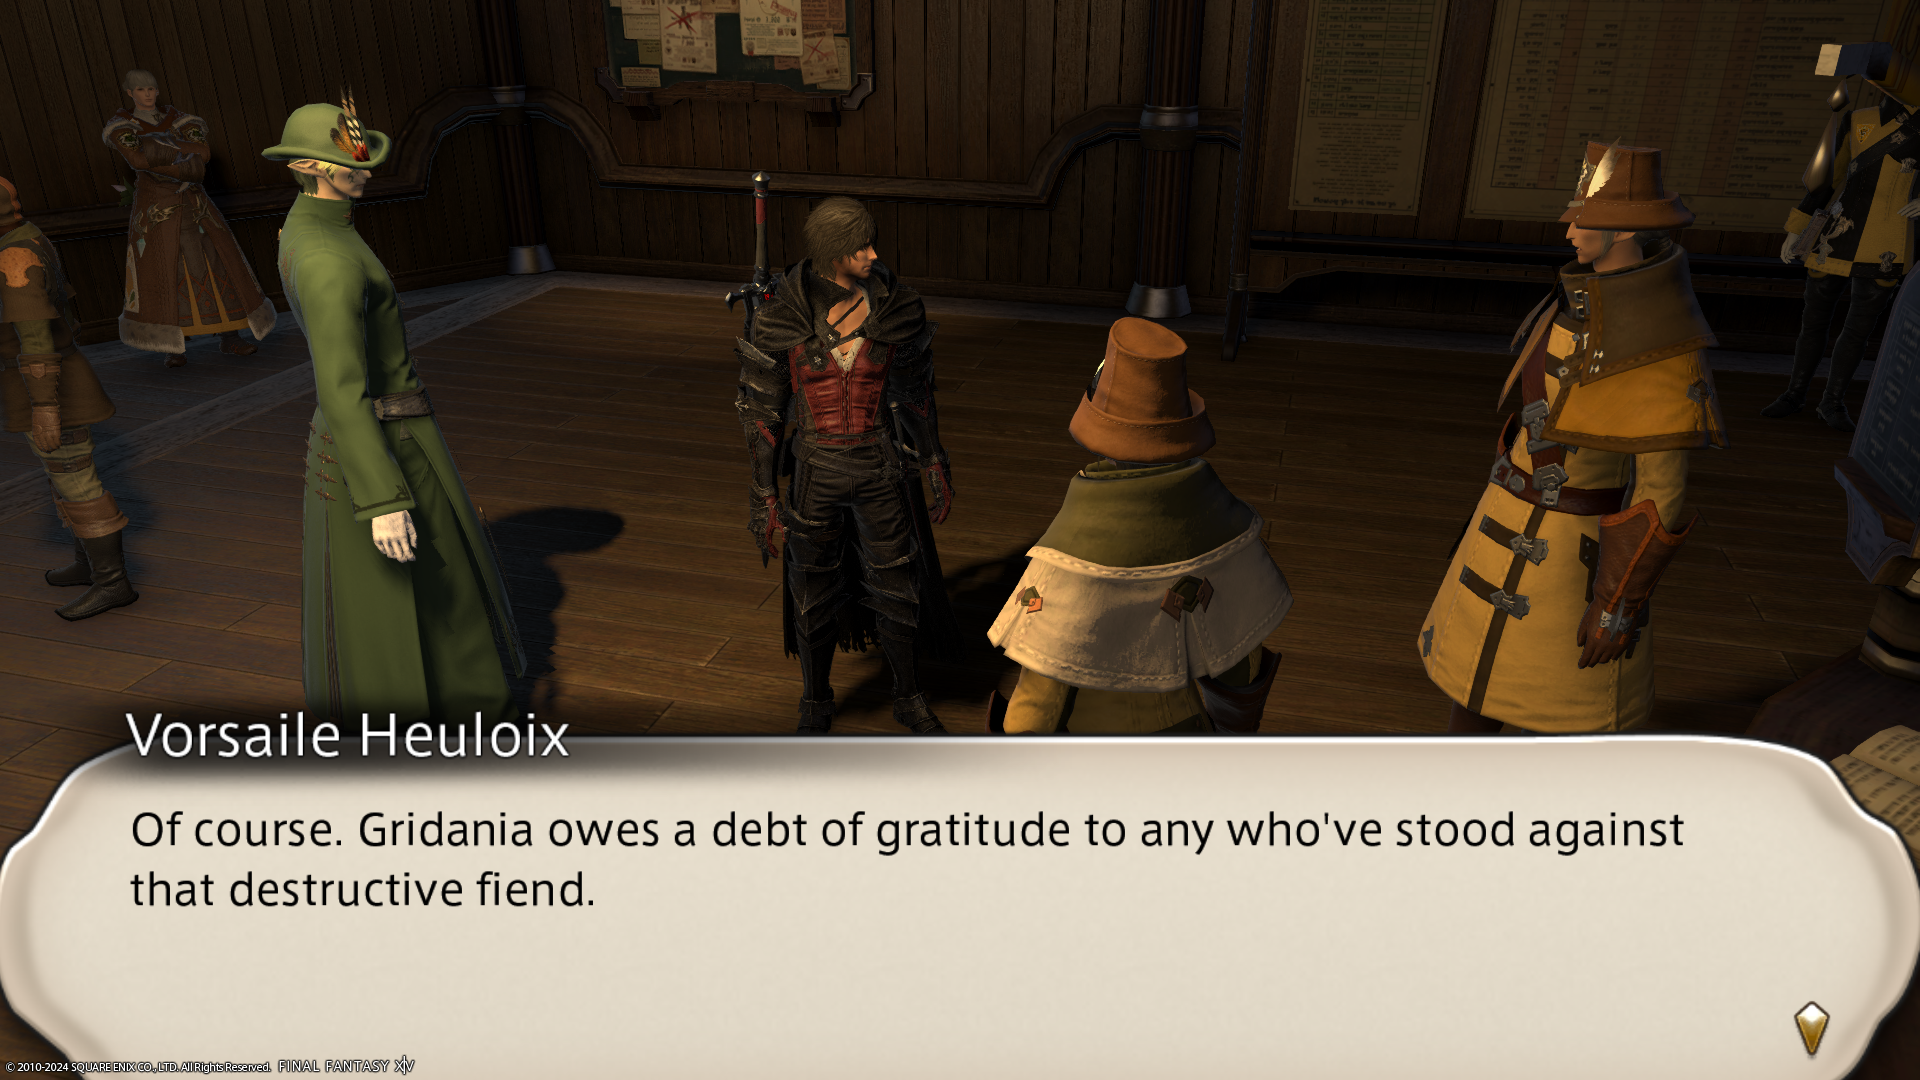 Vorsaile Heuloix
Of course. Gridania owes a debt of gratitude to any who've stood against
that destructive fiend.
© 2010-2024 SQUARE ENIX CO., LTD. All Rights Reserved. FINAL FANTASY XIV